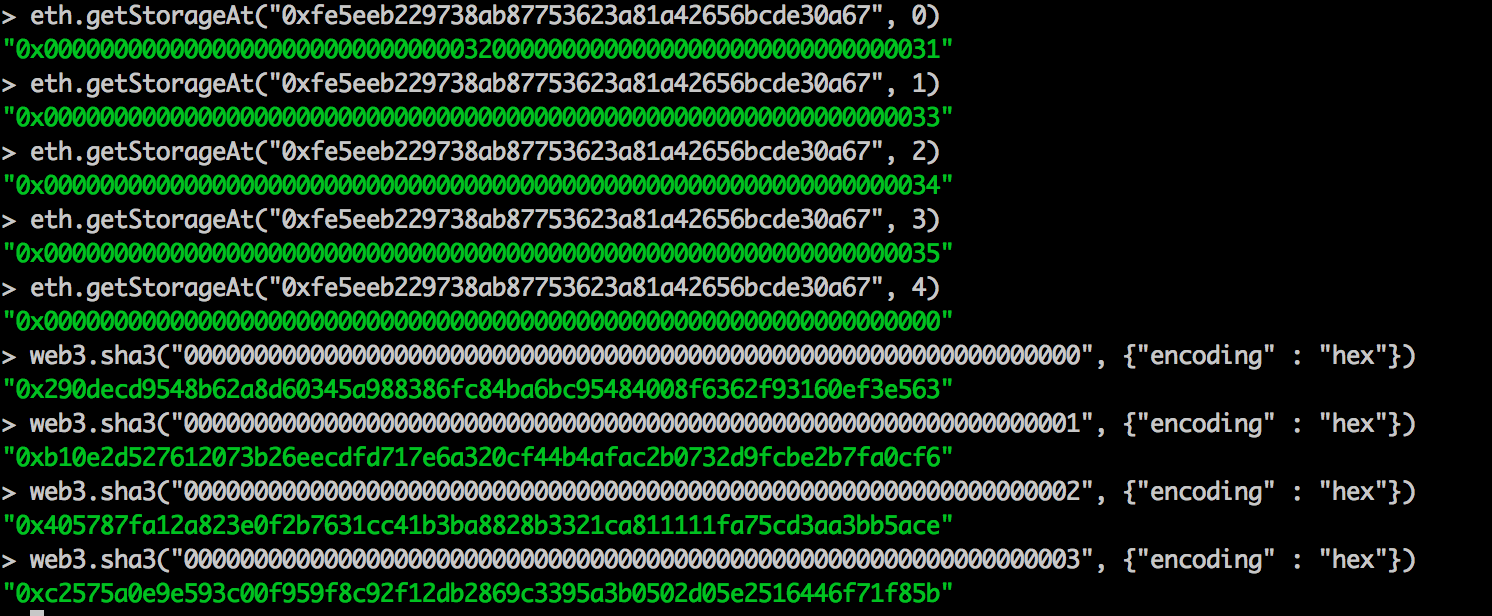 > eth.getStorageAt("0xfe5eeb229738ab87753623a81a42656bcde30a67", 0)
"0x0000000000000000000000000000003200000000000000000000000000000031"
> eth.getStorageAt("0xfe5eeb229738ab87753623a81a42656bcde30a67", 1)
"0x0000000000000000000000000000000000000000000000000000000000000033"
> eth.getStorageAt("0xfe5eeb229738ab87753623a81a42656bcde30a67", 2)
"0x0000000000000000000000000000000000000000000000000000000000000034"
> eth.getStorageAt("0xfe5eeb229738ab87753623a81a42656bcde30a67", 3)
"0x0000000000000000000000000000000000000000000000000000000000000035"
> eth.getStorageAt("0xfe5eeb229738ab87753623a81a42656bcde30a67", 4)
"0x0000000000000000000000000000000000000000000000000000000000000000"
> web3.sha3("0000000000000000000000000000000000000000000000000000000000000000", {"encoding" : "hex"})
"0x290decd9548b62a8d60345a988386fc84ba6bc95484008f6362f93160ef3e563"
> web3.sha3("0000000000000000000000000000000000000000000000000000000000000001", {"encoding" : "hex"})
"0xb10e2d527612073b26eecdfd717e6a320cf44b4afac2b0732d9fcbe2b7fa0cf6"
> web3.sha3("0000000000000000000000000000000000000000000000000000000000000002", {"encoding" : "hex"})
"0x405787fa12a823e0f2b7631cc41b3ba8828b3321ca811111fa75cd3aa3bb5ace"
> web3.sha3("0000000000000000000000000000000000000000000000000000000000000003", {"encoding" : "hex"})
"0xc2575a0e9e593c00f959f8c92f12db2869c3395a3b0502d05e2516446f71f85b"